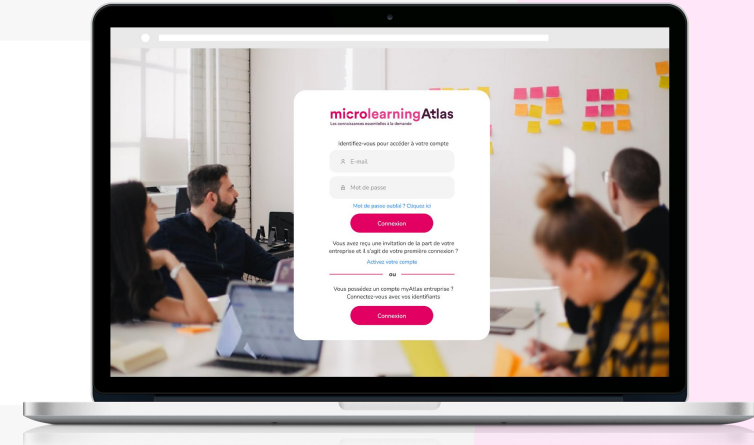 microlearningAtlas
Les connaissances essentielles à la demande
Identifiez-vous pour accéder à votre compte
E-mail
Mot de passe
Mot de passe oublié ? Cliquez ici
Connexion
Vous avez reçu une invitation de la part de votre
entreprise et il s'agit de votre première connexion ?
Activez votre compte
ou
Vous possédez un compte myAtlas entreprise ?
Connectez-vous avec vos identifiants
Connexion